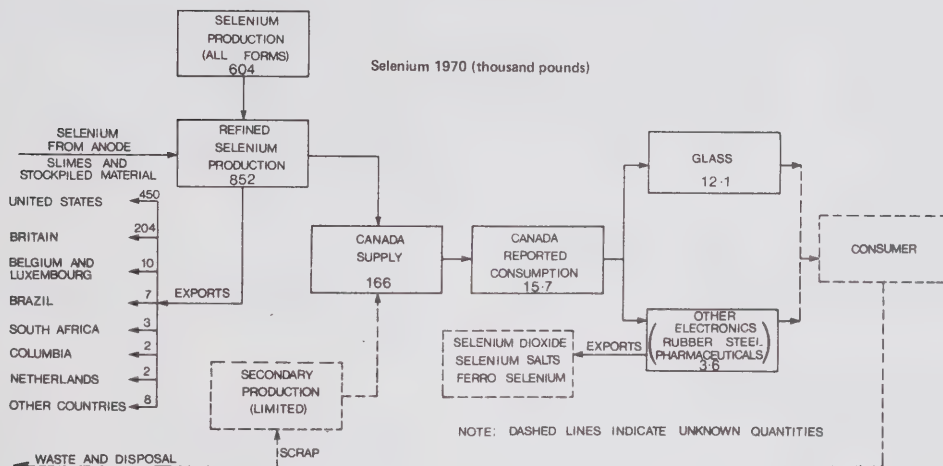 SELENIUM
PRODUCTION
(ALL FORMS)
604
Selenium 1970 (thousand pounds)
SELENIUM
FROM ANODE
SLIMES AND
STOCKPILED MATERIAL
REFINED
SELENIUM
PRODUCTION
852
GLASS
12·1
UNITED STATES 450
BRITAIN 204
BELGIUM AND
LUXEMBOURG 10
BRAZIL 7
SOUTH AFRICA 3
COLUMBIA 2
NETHERLANDS 2
OTHER COUNTRIES 8
EXPORTS
CANADA
SUPPLY
166
CANADA
REPORTED
CONSUMPTION
15·7
CONSUMER
OTHER
ELECTRONICS
RUBBER STEEL-
PHARMACEUTICALS
3·6
EXPORTS
SELENIUM DIOXIDE
SELENIUM SALTS
FERRO SELENIUM
SECONDARY
PRODUCTION
(LIMITED)
NOTE: DASHED LINES INDICATE UNKNOWN QUANTITIES
SCRAP
WASTE AND DISPOSAL